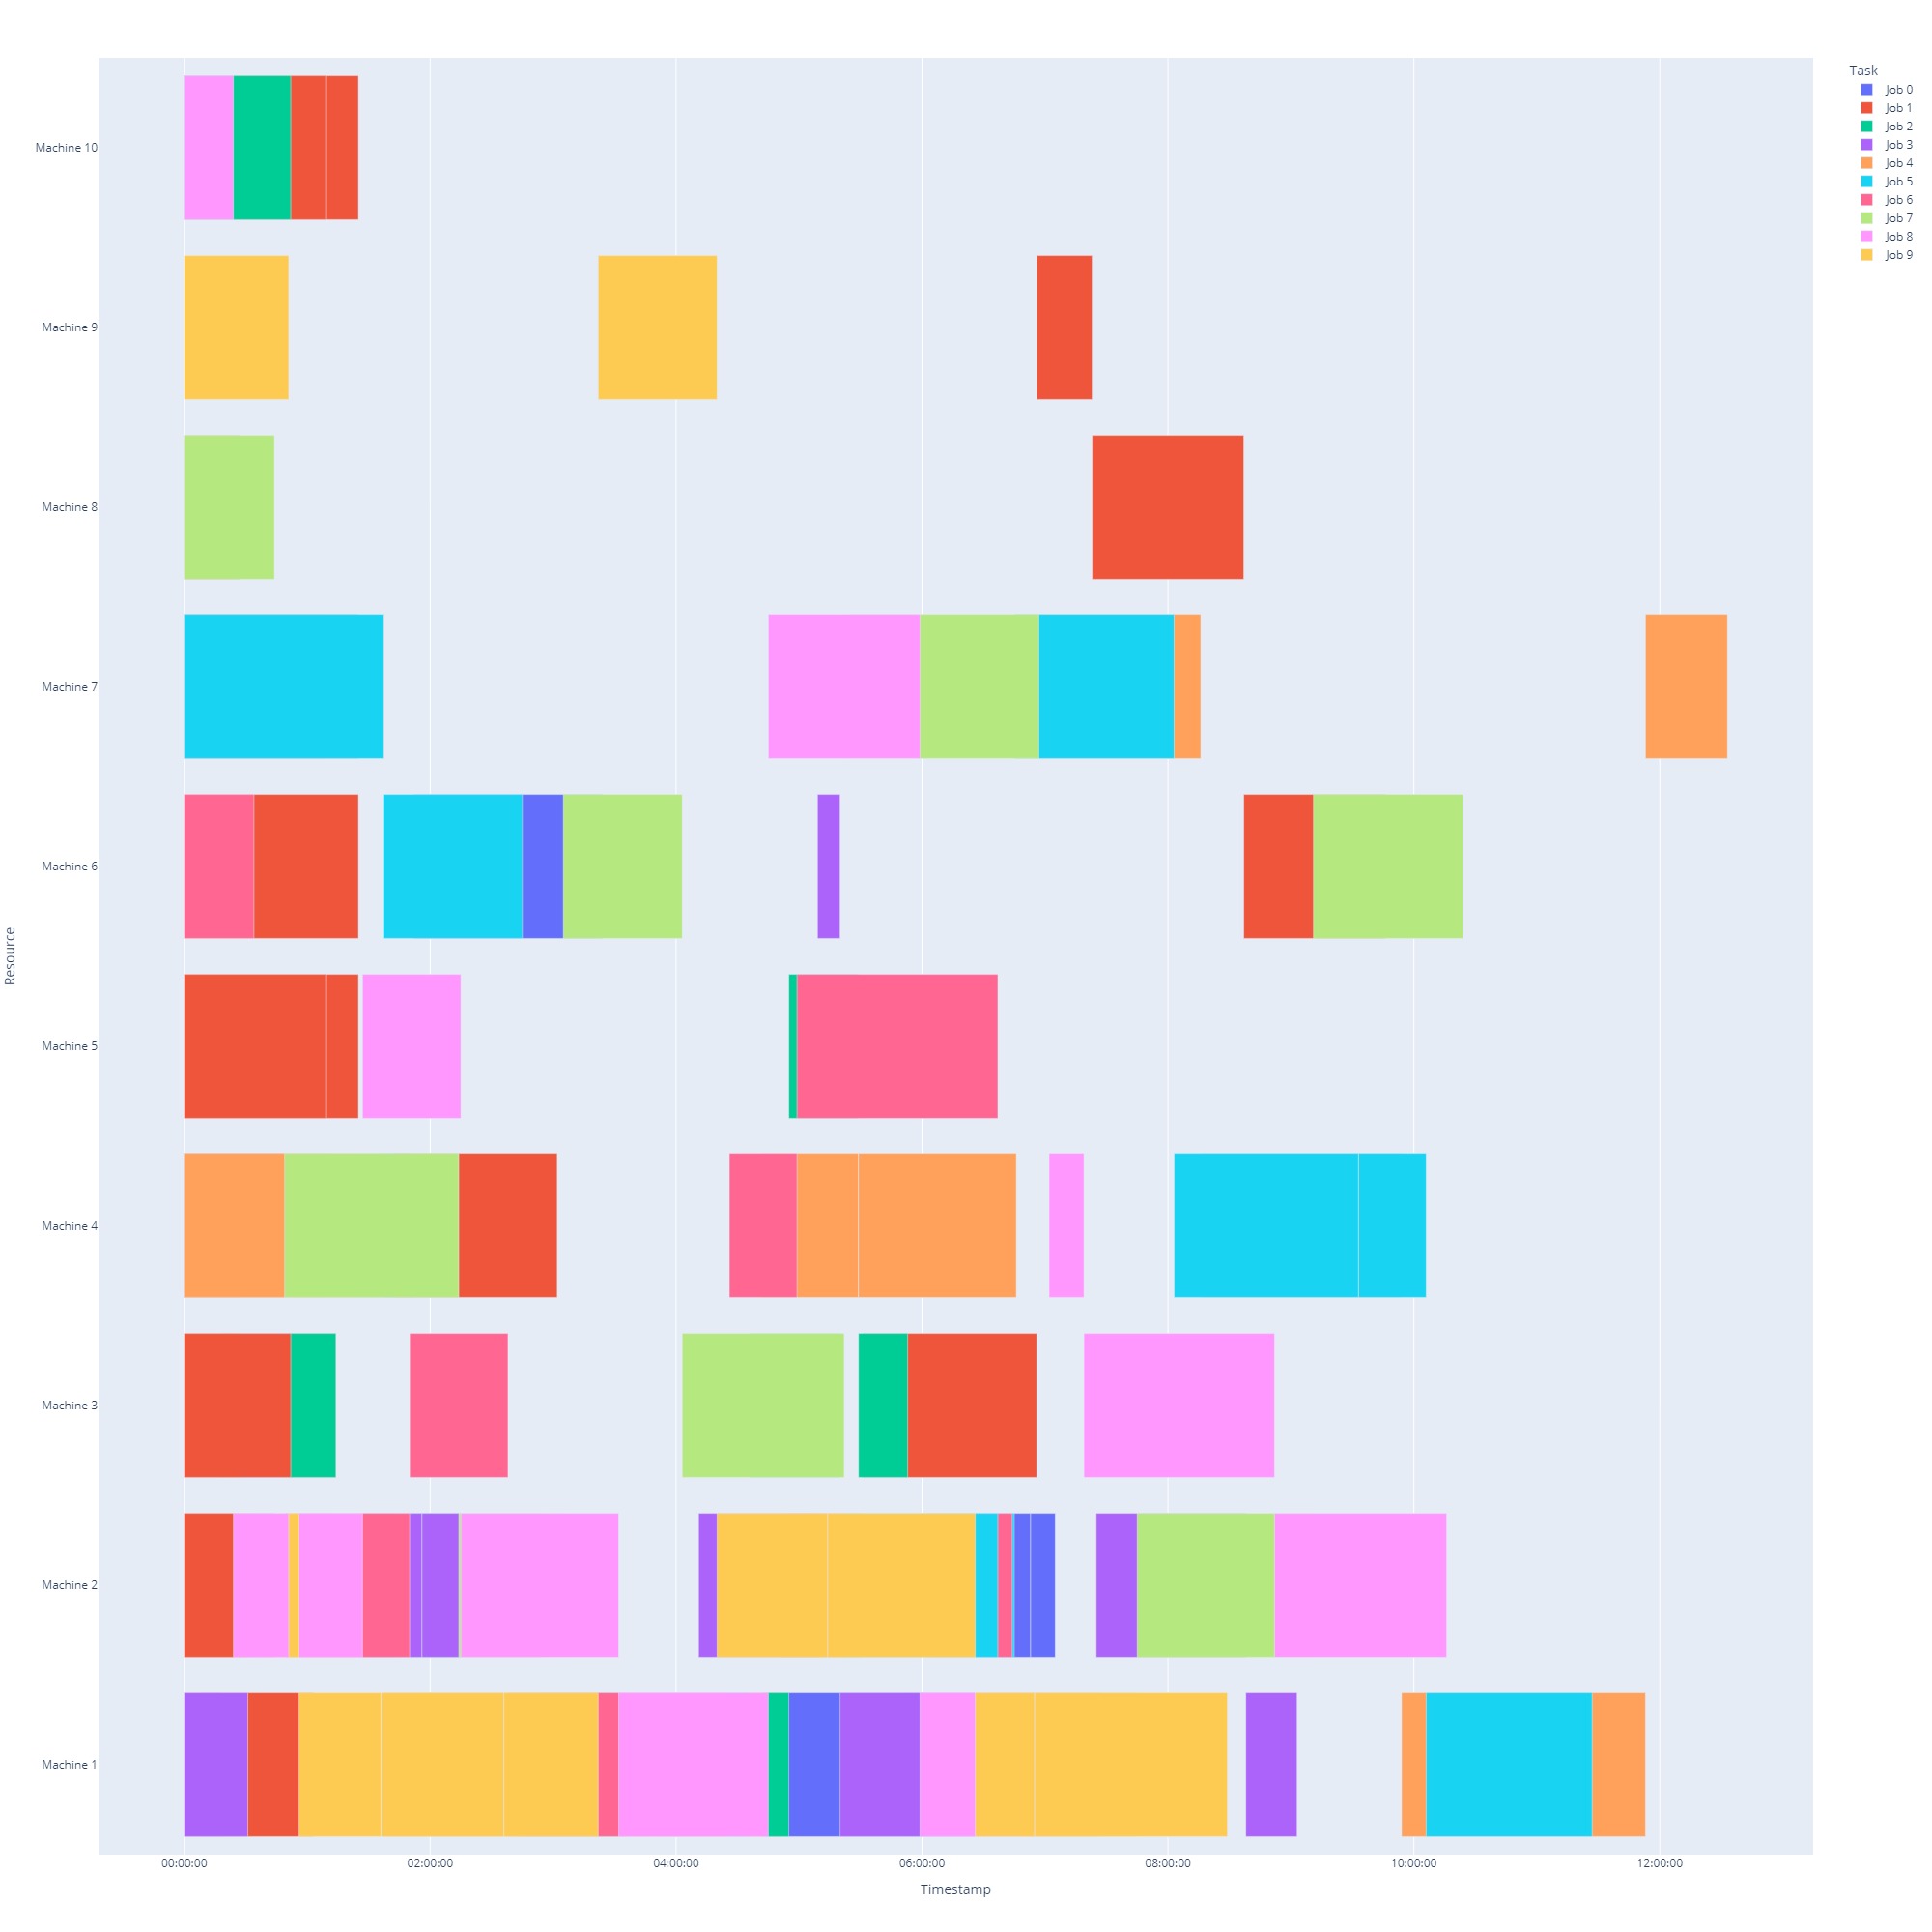 Task
Job 0
Job 1
Job 2
Job 3
Job 4
Job 5
Job 6
Job 7
Job 8
Job 9
Machine 10
Machine 9
Machine 8
Machine 7
Machine 6
Resource
Machine 5
Machine 4
Machine 3
Machine 2
Machine 1
00:00:00 02:00:00 04:00:00 06:00:00 08:00:00 10:00:00 12:00:00
Timestamp